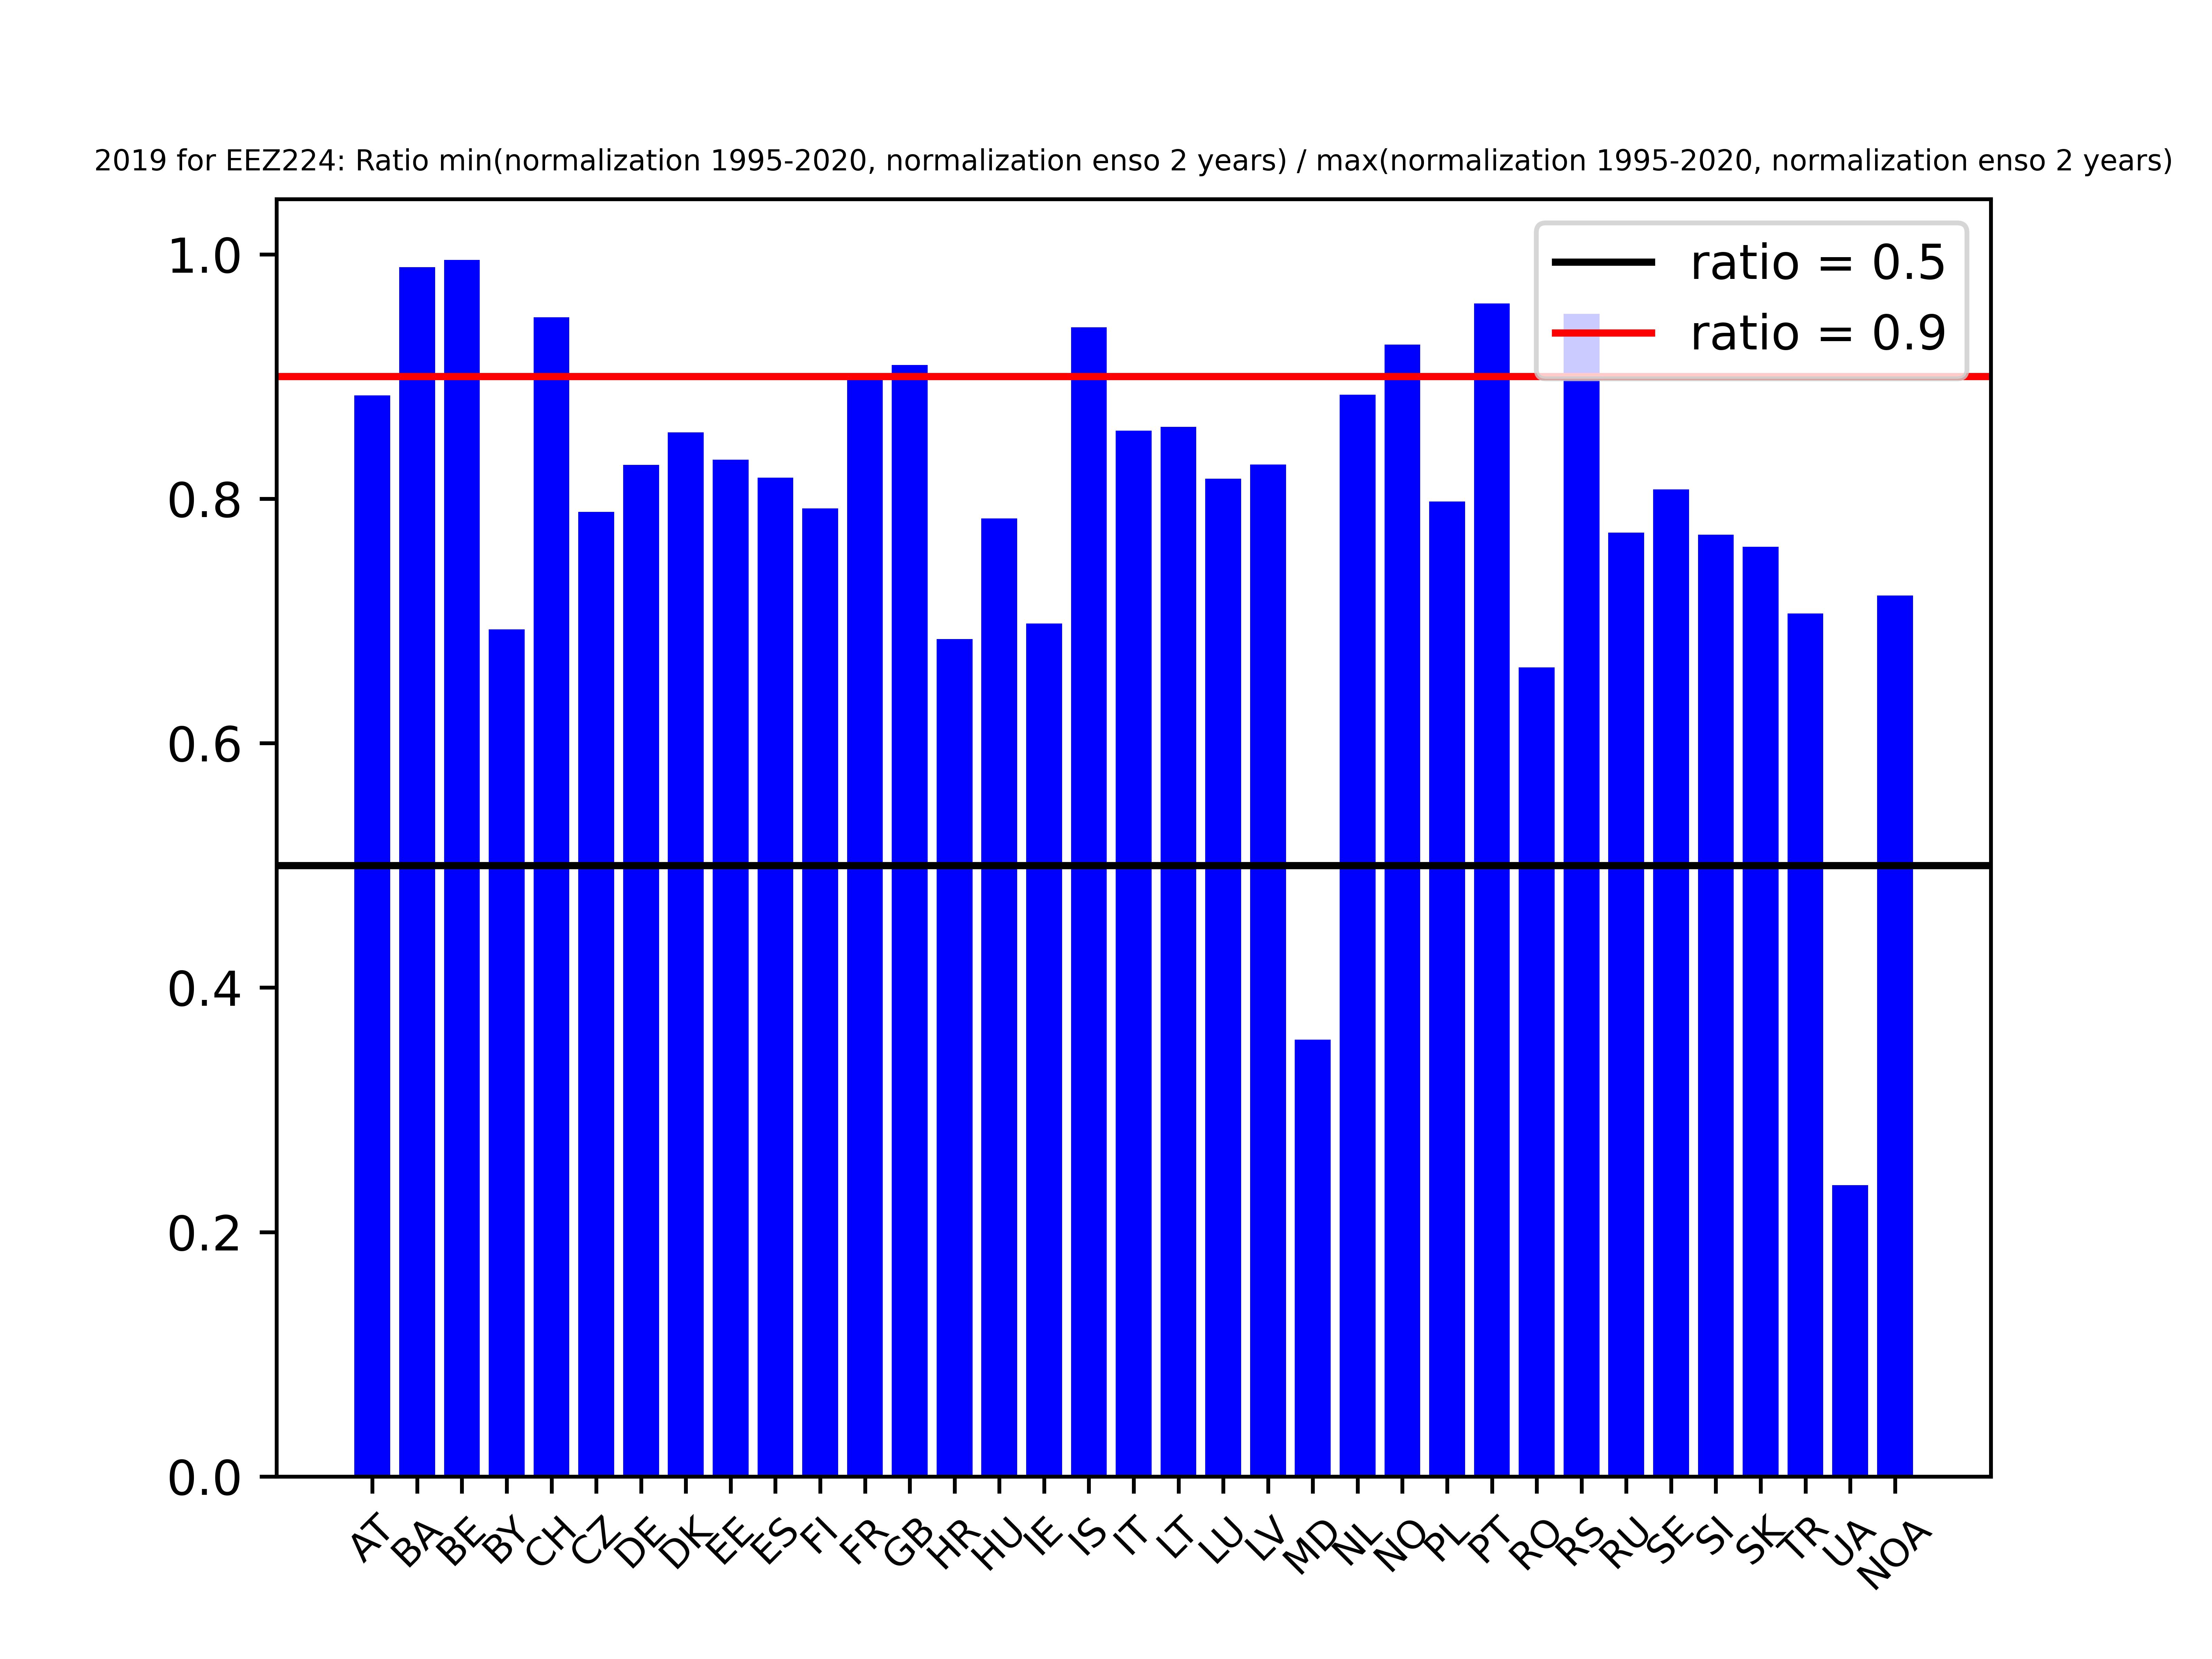 2019 for EEZ224: Ratio min(normalization 1995-2020, normalization enso 2 years) / max(normalization 1995-2020, normalization enso 2 years)
ratio = 0.5
ratio = 0.9
1.0
0.8
0.6
0.4
0.2
0.0
AT BA BE BY CH CZ DE DK EE ES FI FR GB HR HU IE IS IT LT LU LV MD NL NO PL PT RO RS RU SE SI SK TR UA NOA